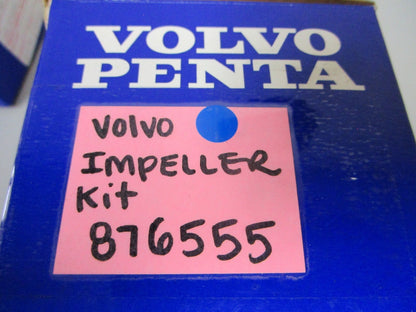 VOLVO
PENTA
Volvo
IMPELLER
Kit
876555